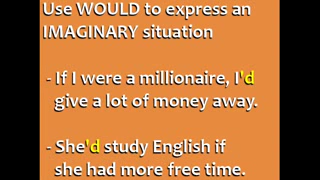 Use WOULD to express an
IMAGINARY situation
- If I were a millionaire, I'd
give a lot of money away.
- She'd study English if
she had more free time.